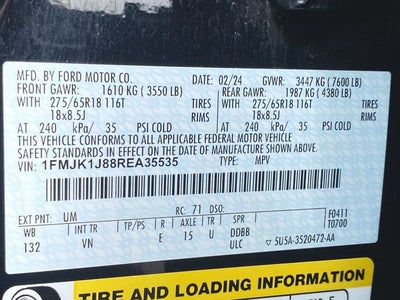 MFD. BY FORD MOTOR CO. 02/24 GVWR: 3447 KG (7600 LB)
FRONT GAWR: 1610 KG (3550 LB) REAR GAWR: 1987 KG (4380 LB)
WITH 275/65R18 116T TIRES WITH 275/65R18 116T TIRES
18x8.5J RIMS 18x8.5J RIMS
AT 240 kPa/ 35 PSI COLD AT 240 kPa/ 35 PSI COLD
THIS VEHICLE CONFORMS TO ALL APPLICABLE FEDERAL MOTOR VEHICLE
SAFETY STANDARDS IN EFFECT ON THE DATE OF MANUFACTURE SHOWN ABOVE.
VIN: 1FMJK1J88REA35535 TYPE: MPV
EXT PNT: UM RC: 71 DSO: F0411
WB INT TR TP/PS R AXLE TR SPR T0700
132 VN E 15 U DDBB
ULC 5U5A-3520472-AA
TIRE AND LOADING INFORMATION